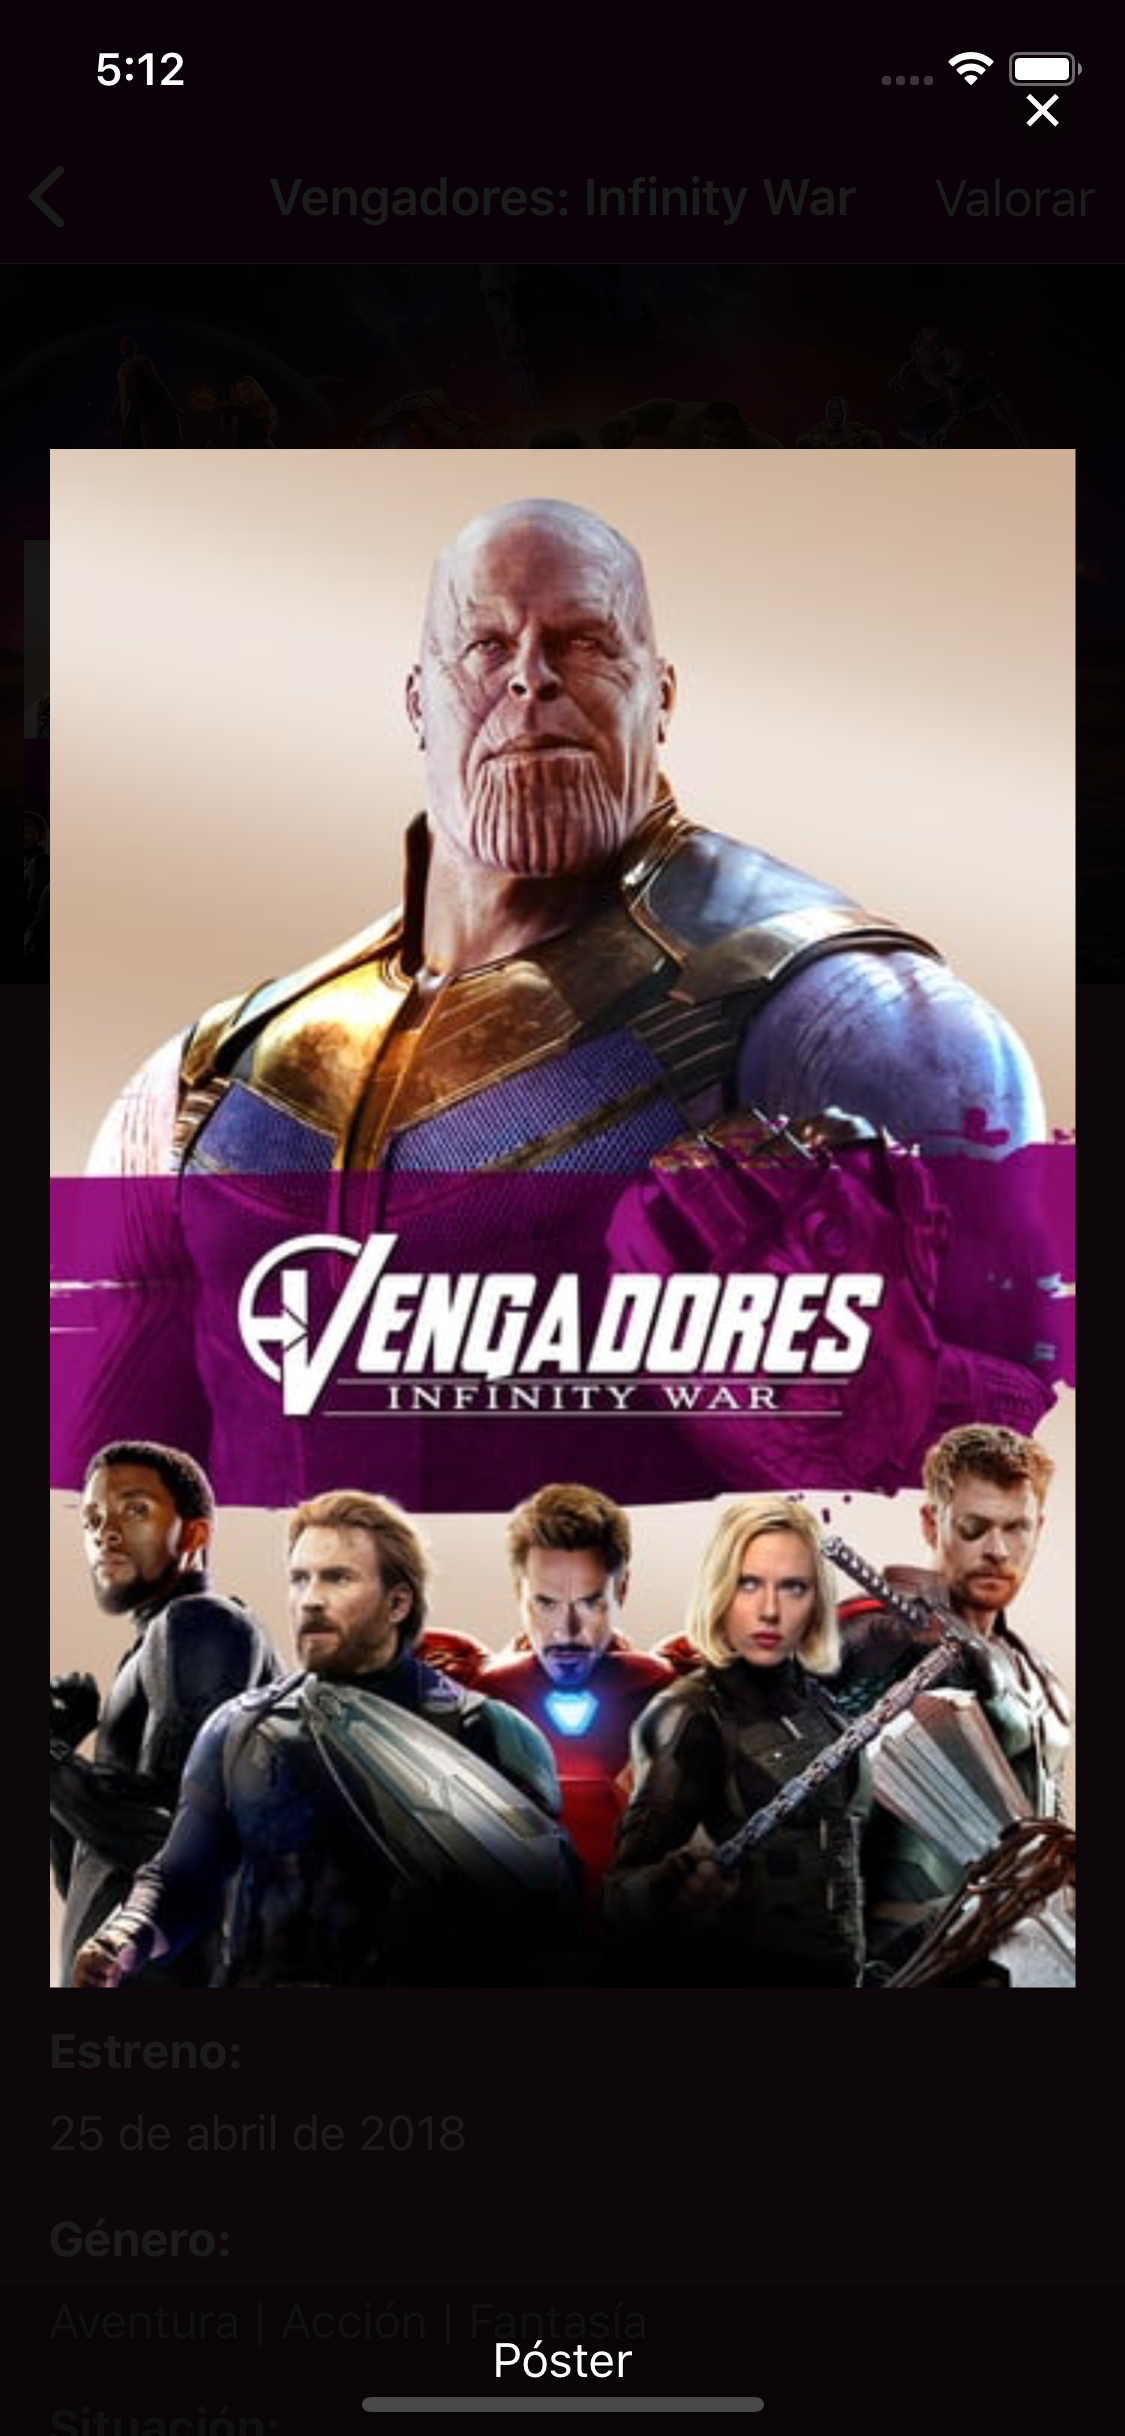 5:12
Vengadores: Infinity War
Valorar
VENGADORES
INFINITY WAR
Estreno:
25 de abril de 2018
Género:
Aventura | Acción | Fantasía
Póster
Situación: